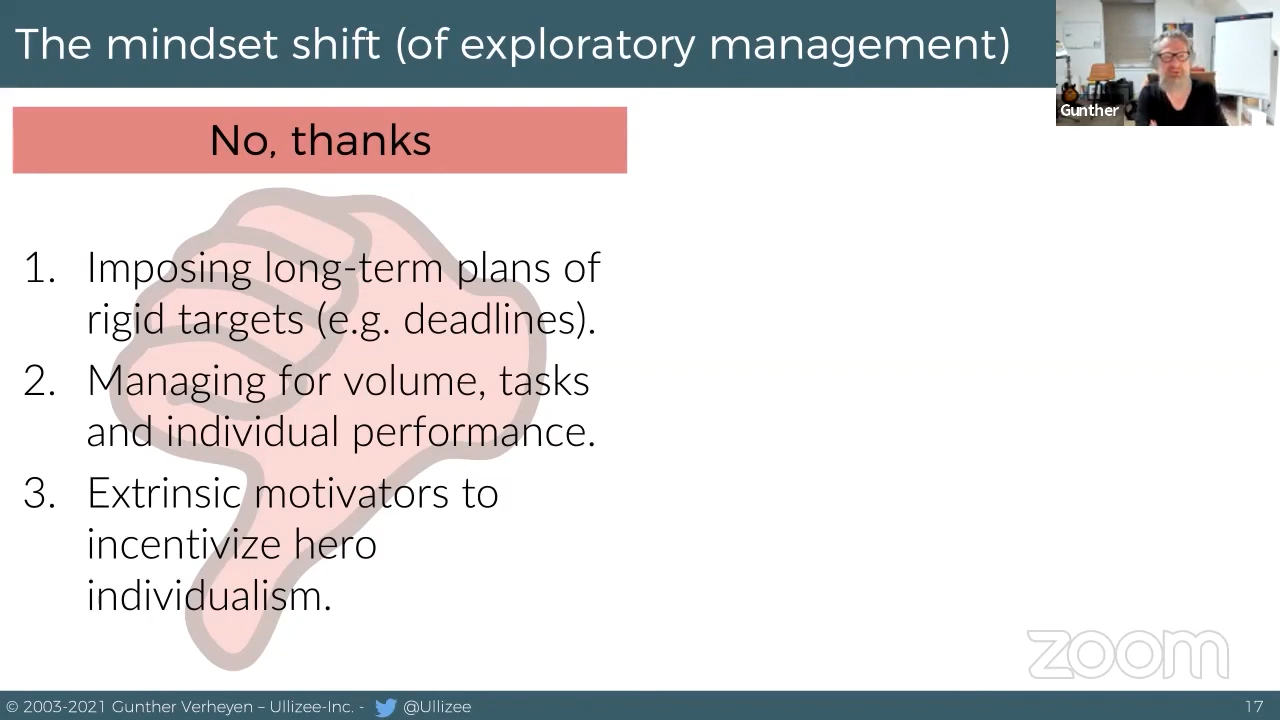 The mindset shift (of exploratory management)
Gunther
No, thanks
1. Imposing long-term plans of
rigid targets (e.g. deadlines).
2. Managing for volume, tasks
and individual performance.
3. Extrinsic motivators to
incentivize hero
individualism.
zoom
© 2003-2021 Gunther Verheyen – Ullizee-Inc. - @Ullizee
17